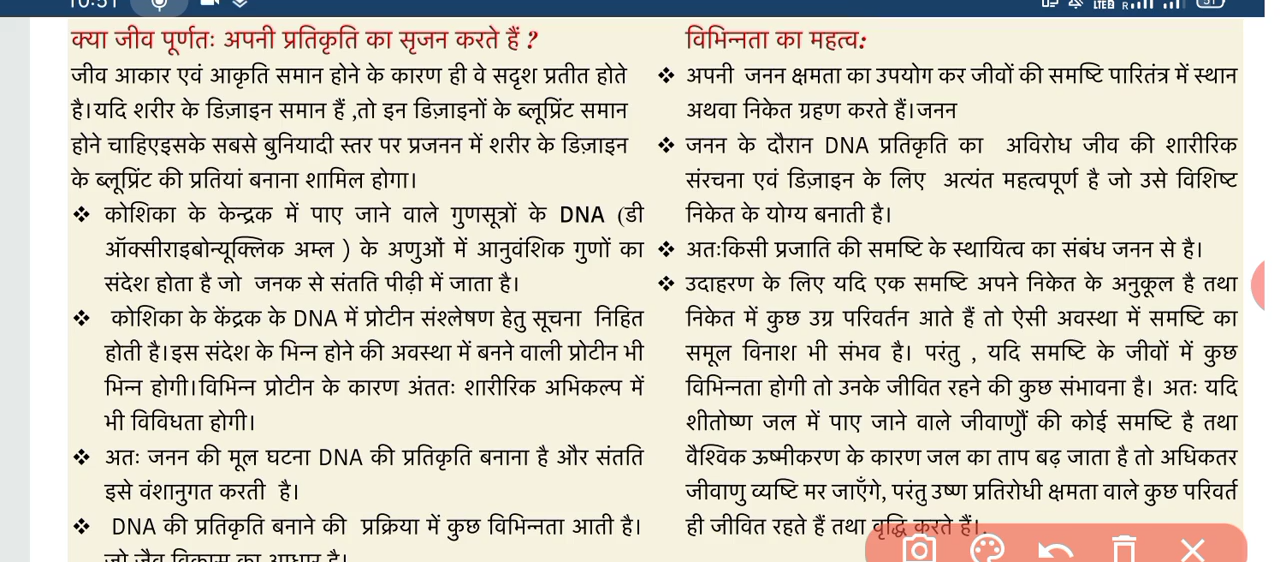 10:51
LTE
R
51
क्या जीव पूर्णतः अपनी प्रतिकृति का सृजन करते हैं ?
जीव आकार एवं आकृति समान होने के कारण ही वे सदृश प्रतीत होते
है।यदि शरीर के डिज़ाइन समान हैं ,तो इन डिज़ाइनों के ब्लूप्रिंट समान
होने चाहिएइसके सबसे बुनियादी स्तर पर प्रजनन में शरीर के डिज़ाइन
के ब्लूप्रिंट की प्रतियां बनाना शामिल होगा।
❖ कोशिका के केन्द्रक में पाए जाने वाले गुणसूत्रों के DNA (डी
ऑक्सीराइबोन्यूक्लिक अम्ल ) के अणुओं में आनुवंशिक गुणों का
संदेश होता है जो जनक से संतति पीढ़ी में जाता है।
❖ कोशिका के केंद्रक के DNA में प्रोटीन संश्लेषण हेतु सूचना निहित
होती है।इस संदेश के भिन्न होने की अवस्था में बनने वाली प्रोटीन भी
भिन्न होगी।विभिन्न प्रोटीन के कारण अंततः शारीरिक अभिकल्प में
भी विविधता होगी।
❖ अतः जनन की मूल घटना DNA की प्रतिकृति बनाना है और संतति
इसे वंशानुगत करती है।
❖ DNA की प्रतिकृति बनाने की प्रक्रिया में कुछ विभिन्नता आती है।
जो जैव विकास का आधार है।
विभिन्नता का महत्व:
❖ अपनी जनन क्षमता का उपयोग कर जीवों की समष्टि पारितंत्र में स्थान
अथवा निकेत ग्रहण करते हैं।जनन
❖ जनन के दौरान DNA प्रतिकृति का अविरोध जीव की शारीरिक
संरचना एवं डिज़ाइन के लिए अत्यंत महत्वपूर्ण है जो उसे विशिष्ट
निकेत के योग्य बनाती है।
❖ अतःकिसी प्रजाति की समष्टि के स्थायित्व का संबंध जनन से है।
❖ उदाहरण के लिए यदि एक समष्टि अपने निकेत के अनुकूल है तथा
निकेत में कुछ उग्र परिवर्तन आते हैं तो ऐसी अवस्था में समष्टि का
समूल विनाश भी संभव है। परंतु , यदि समष्टि के जीवों में कुछ
विभिन्नता होगी तो उनके जीवित रहने की कुछ संभावना है। अतः यदि
शीतोष्ण जल में पाए जाने वाले जीवाणुौं की कोई समष्टि है तथा
वैश्विक ऊष्मीकरण के कारण जल का ताप बढ़ जाता है तो अधिकतर
जीवाणु व्यष्टि मर जाएँगे, परंतु उष्ण प्रतिरोधी क्षमता वाले कुछ परिवर्त
ही जीवित रहते हैं तथा वृद्धि करते हैं।.